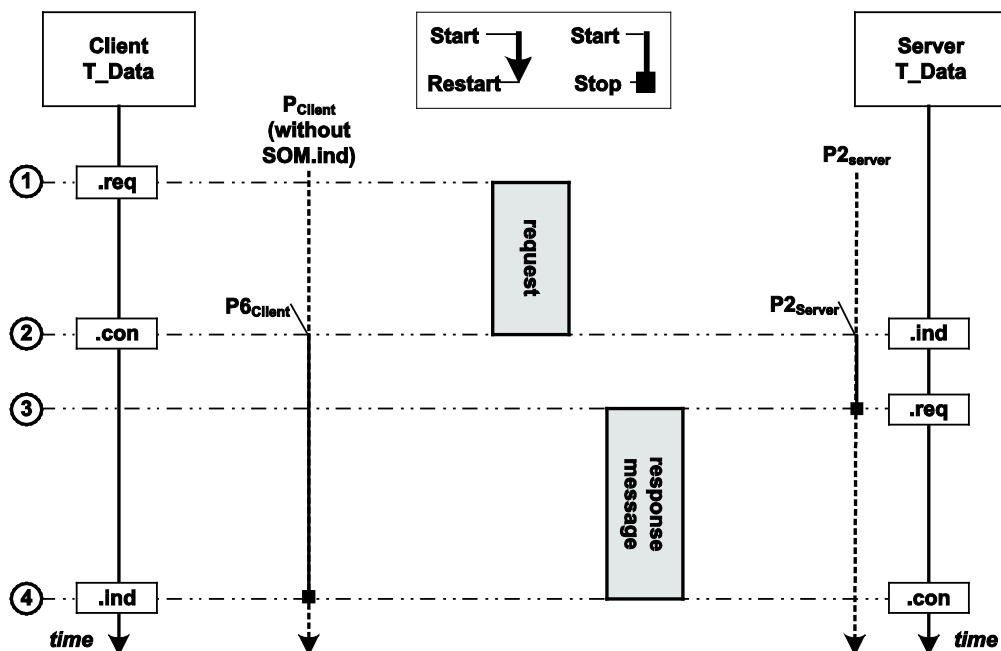 Client
T_Data
Start
Restart
Start
Stop
Server
T_Data
PClient
(without
SOM.ind)
P2server
1
.req
request
P6Client
P2Server
2
.con
.ind
3
.req
response
message
4
.ind
.con
time
time